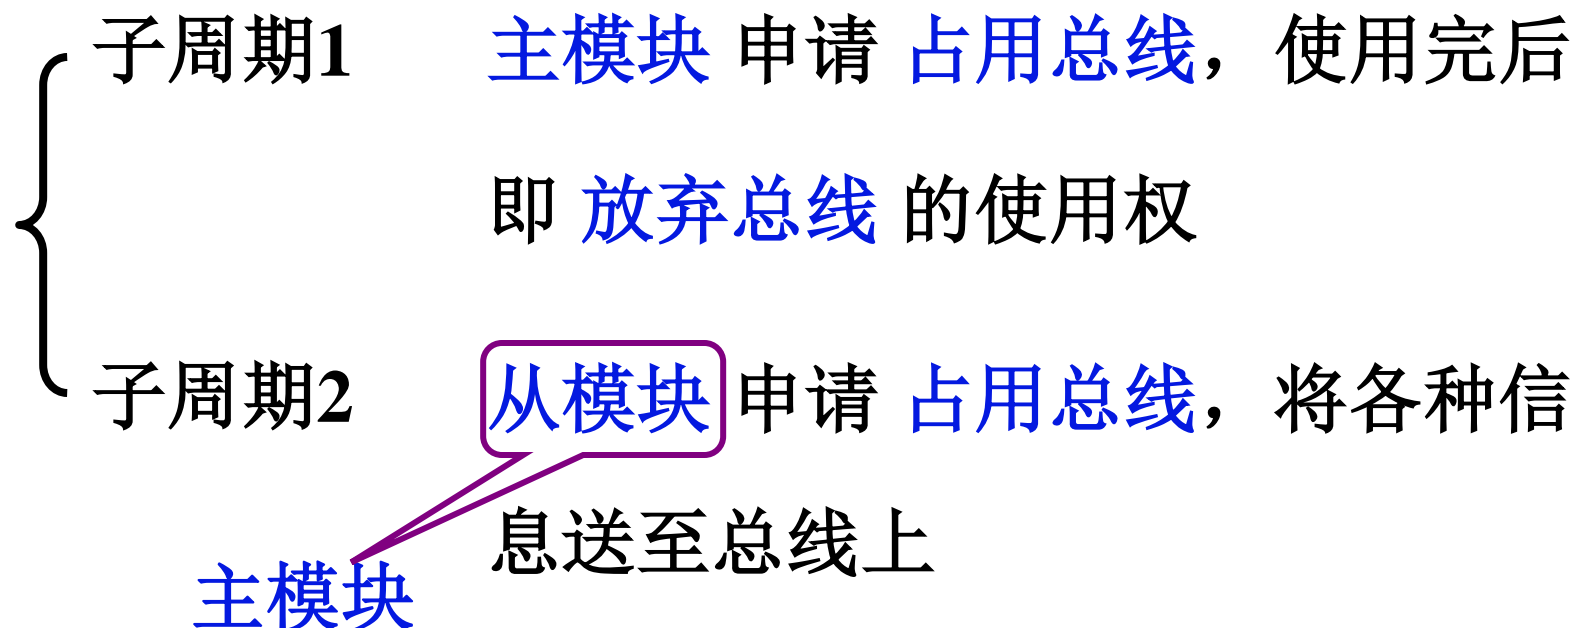 子周期1 主模块 申请 占用总线，使用完后
即 放弃总线 的使用权
子周期2 从模块 申请 占用总线，将各种信
息送至总线上
主模块